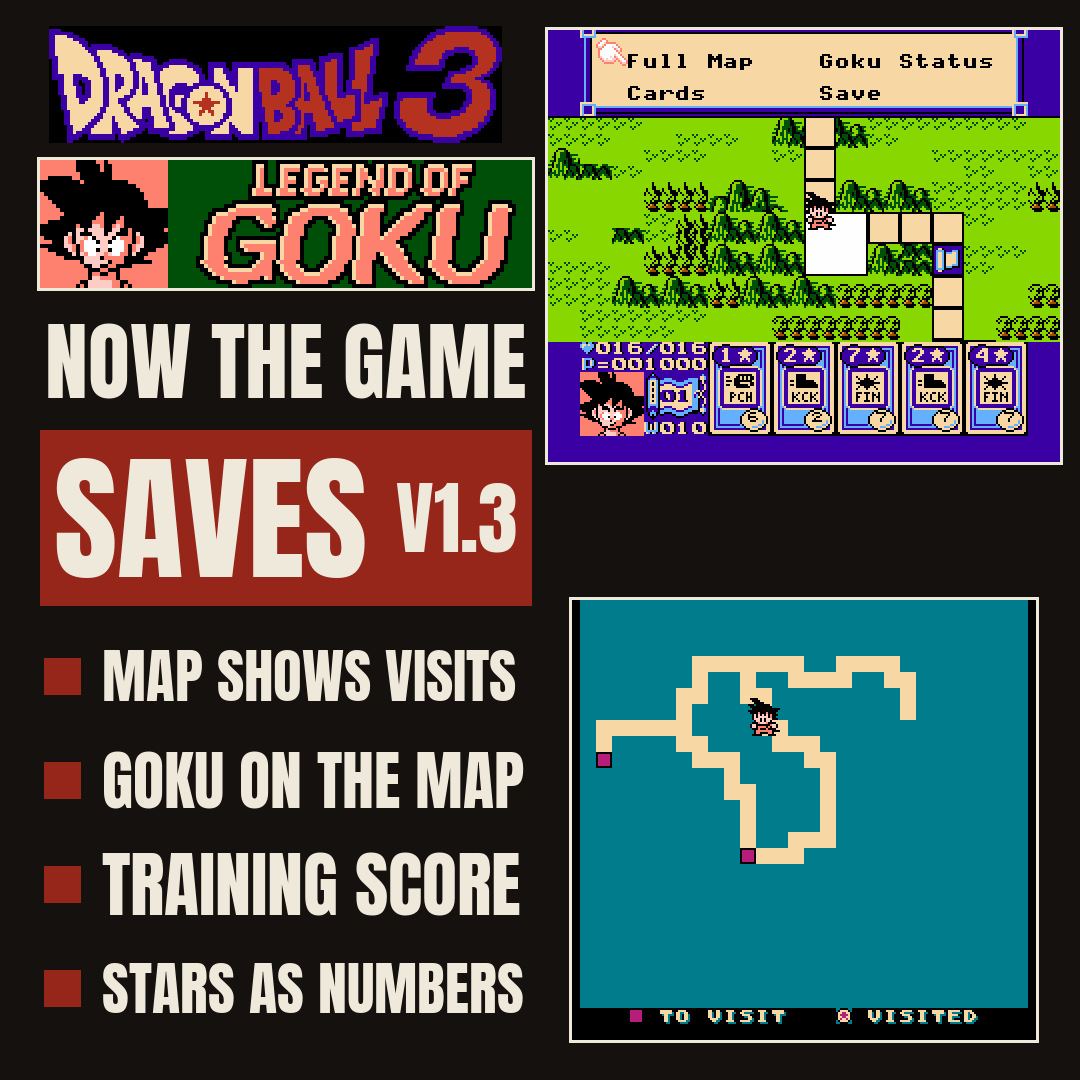 DRAGON BALL 3
LEGEND OF
GOKU
NOW THE GAME
SAVES V1.3
MAP SHOWS VISITS
GOKU ON THE MAP
TRAINING SCORE
STARS AS NUMBERS
Full Map Goku Status
Cards Save
016/016
P=001000
01
W010
1★ 2★ 7★ 2★ 4★
PCH KCK FIN KCK FIN
TO VISIT VISITED